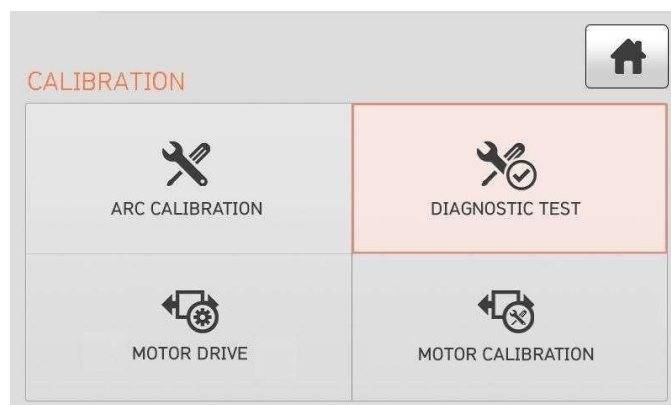 CALIBRATION
ARC CALIBRATION
DIAGNOSTIC TEST
MOTOR DRIVE
MOTOR CALIBRATION